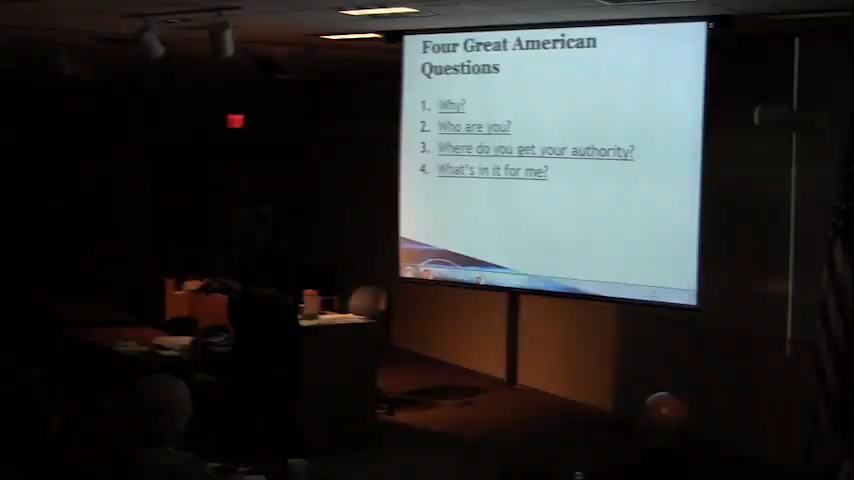 Four Great American
Questions
1. Why?
2. Who are you?
3. Where do you get your authority?
4. What's in it for me?